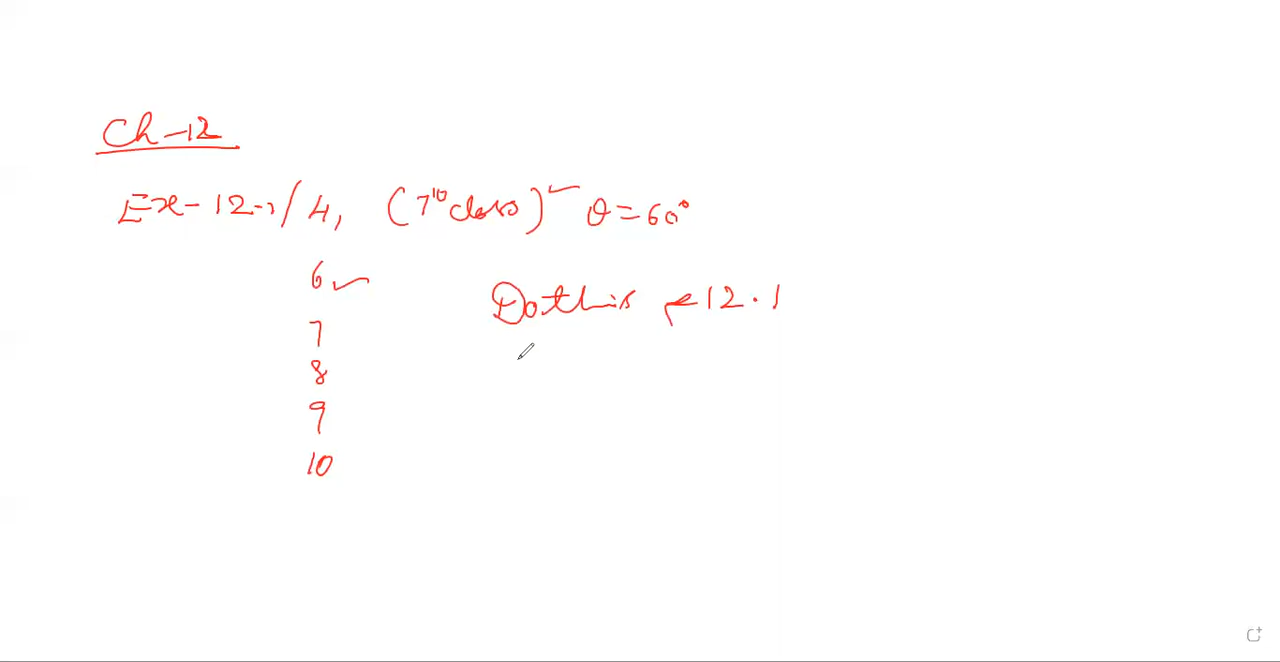 Ch-12
Ex-12.1/4, (7th class) θ=60°
6
Do this 12.1
7
8
9
10